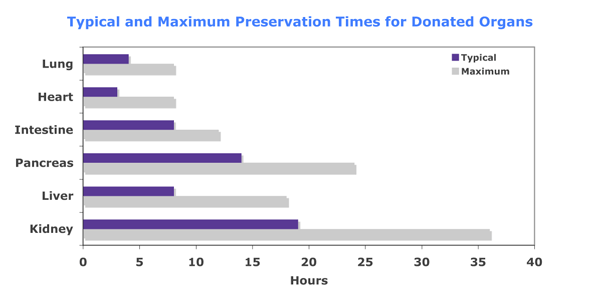 Typical and Maximum Preservation Times for Donated Organs
Typical
Maximum
Lung
Heart
Intestine
Pancreas
Liver
Kidney
0 5 10 15 20 25 30 35 40
Hours